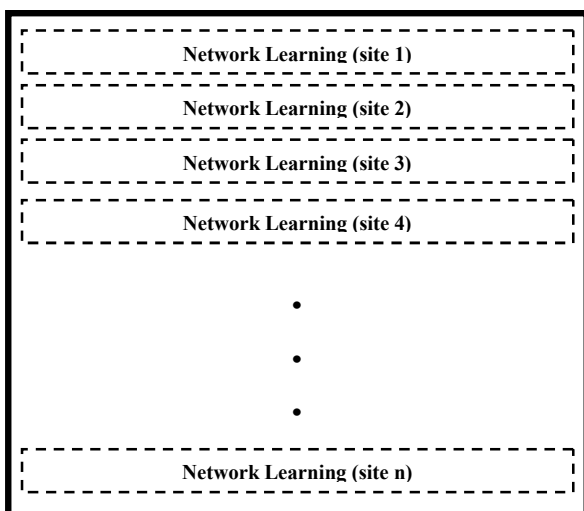 Network Learning (site 1)
Network Learning (site 2)
Network Learning (site 3)
Network Learning (site 4)
•
•
•
Network Learning (site n)